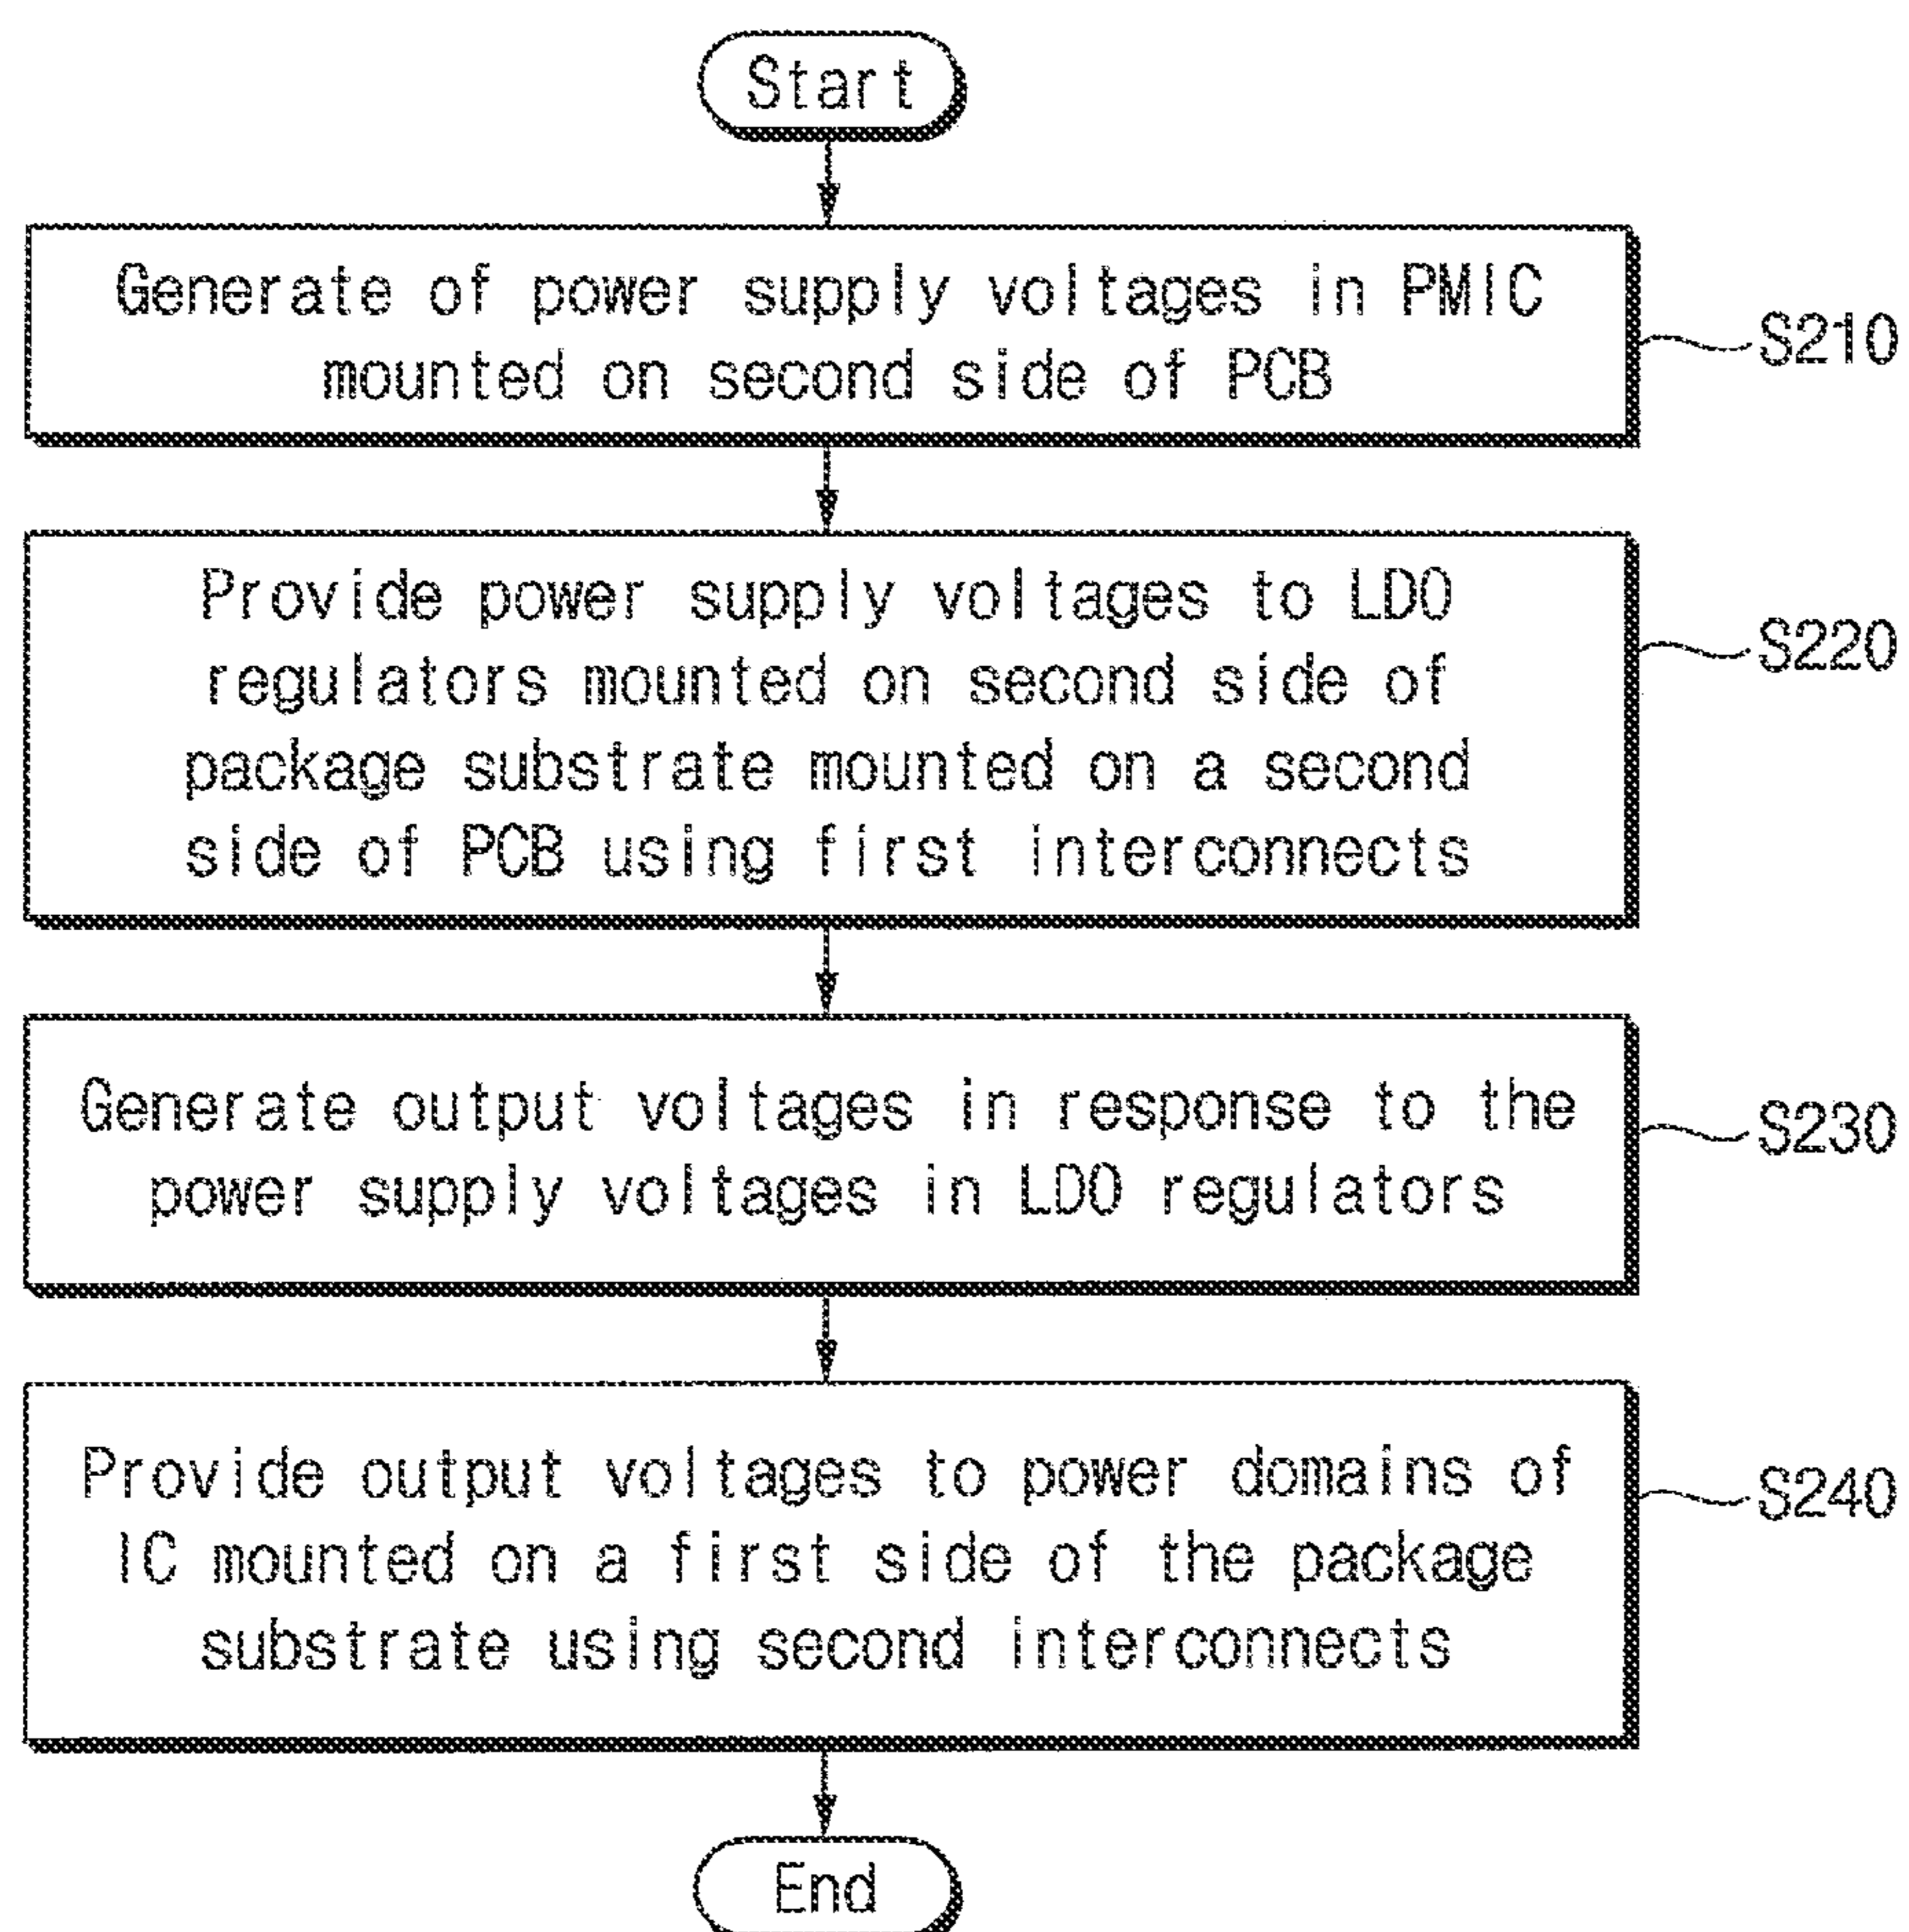 Start
Generate of power supply voltages in PMIC
mounted on second side of PCB
S210
Provide power supply voltages to LDO
regulators mounted on second side of
package substrate mounted on a second
side of PCB using first interconnects
S220
Generate output voltages in response to the
power supply voltages in LDO regulators
S230
Provide output voltages to power domains of
IC mounted on a first side of the package
substrate using second interconnects
S240
End